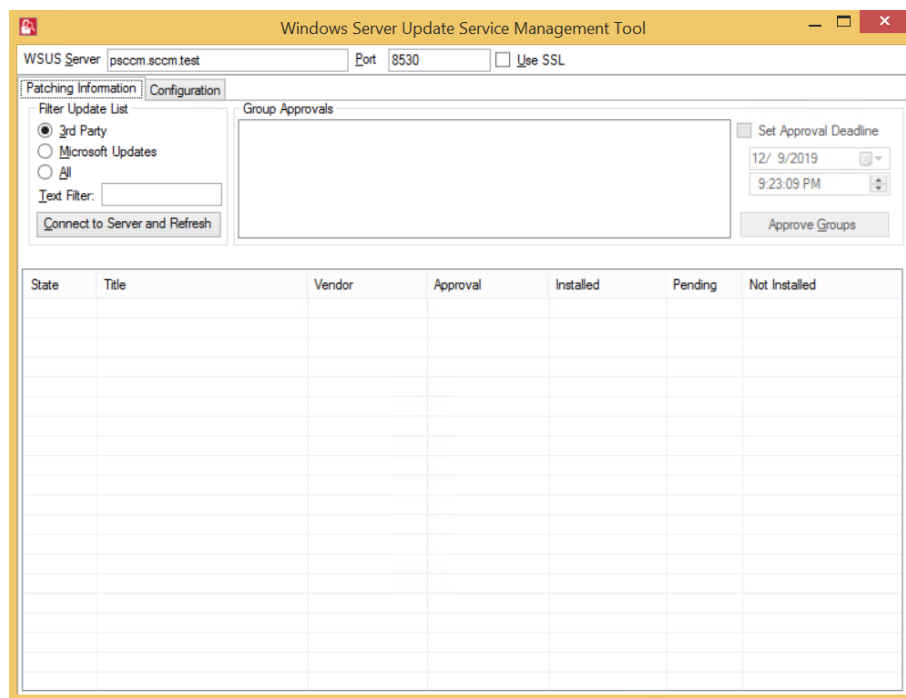 Windows Server Update Service Management Tool
WSUS Server psccm.sccm.test Port 8530 Use SSL
Patching Information Configuration
Filter Update List
3rd Party
Microsoft Updates
All
Text Filter:
Connect to Server and Refresh
Group Approvals
Set Approval Deadline
12/ 9/2019
9:23:09 PM
Approve Groups
State Title Vendor Approval Installed Pending Not Installed